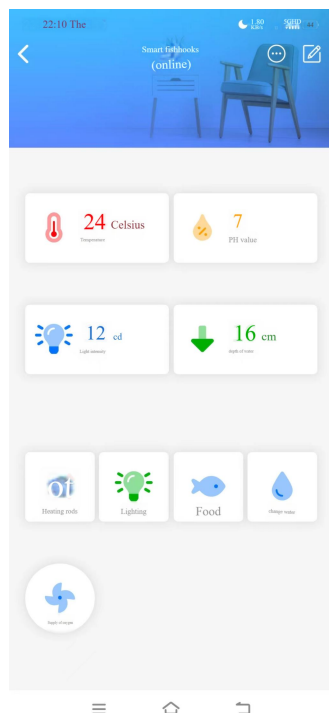 22:10 The
1.80
KB/s
Smart fishhooks
(online)
24 Celsius
Temperature
7
PH value
12 cd
Light intensity
16 cm
depth of water
Heating rods
Lighting
Food
change water
Supply of oxygen